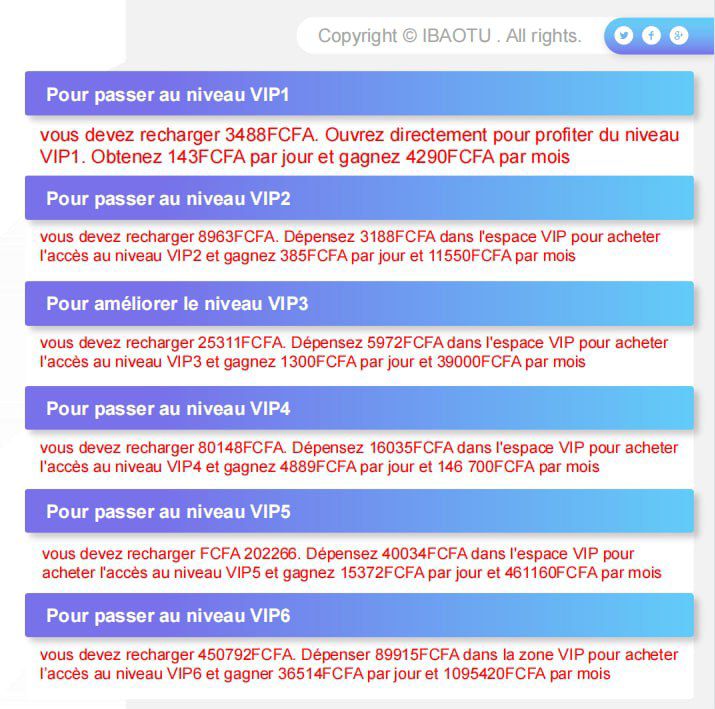 Copyright © IBAOTU . All rights.
Pour passer au niveau VIP1
vous devez recharger 3488FCFA. Ouvrez directement pour profiter du niveau
VIP1. Obtenez 143FCFA par jour et gagnez 4290FCFA par mois
Pour passer au niveau VIP2
vous devez recharger 8963FCFA. Dépensez 3188FCFA dans l'espace VIP pour acheter
l'accès au niveau VIP2 et gagnez 385FCFA par jour et 11550FCFA par mois
Pour améliorer le niveau VIP3
vous devez recharger 25311FCFA. Dépensez 5972FCFA dans l'espace VIP pour acheter
l'accès au niveau VIP3 et gagnez 1300FCFA par jour et 39000FCFA par mois
Pour passer au niveau VIP4
vous devez recharger 80148FCFA. Dépensez 16035FCFA dans l'espace VIP pour acheter
l'accès au niveau VIP4 et gagnez 4889FCFA par jour et 146 700FCFA par mois
Pour passer au niveau VIP5
vous devez recharger FCFA 202266. Dépensez 40034FCFA dans l'espace VIP pour
acheter l'accès au niveau VIP5 et gagnez 15372FCFA par jour et 461160FCFA par mois
Pour passer au niveau VIP6
vous devez recharger 450792FCFA. Dépenser 89915FCFA dans la zone VIP pour acheter
l'accès au niveau VIP6 et gagner 36514FCFA par jour et 1095420FCFA par mois